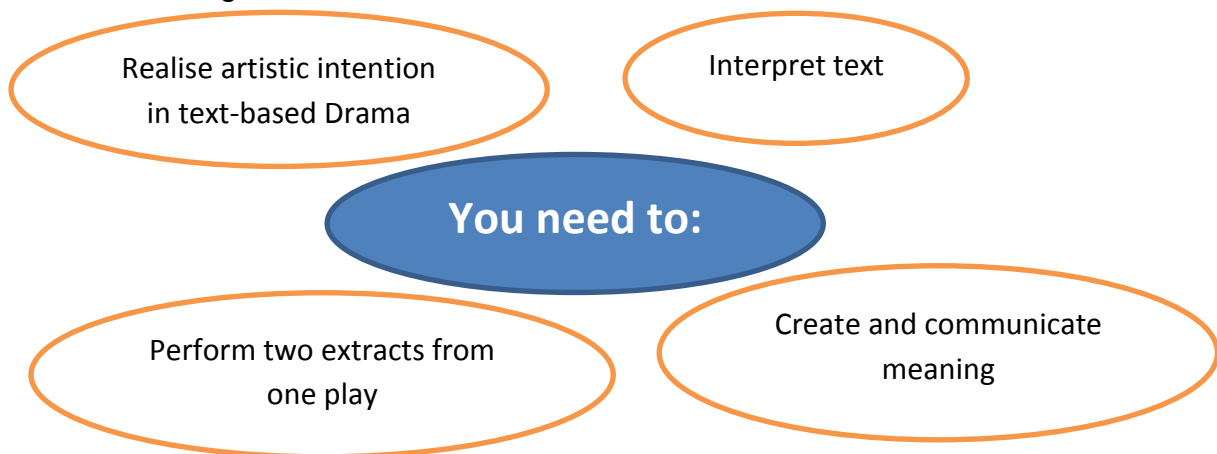 Realise artistic intention
in text-based Drama
Interpret text
You need to:
Perform two extracts from
one play
Create and communicate
meaning